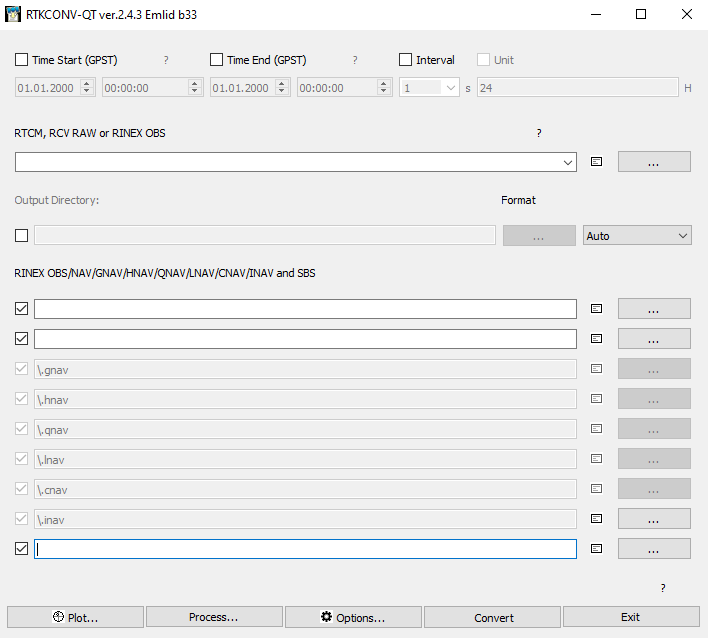 RTKCONV-QT ver.2.4.3 Emlid b33
Time Start (GPST) ? Time End (GPST) ? Interval Unit
01.01.2000 00:00:00 01.01.2000 00:00:00 1 s 24 H
RTCM, RCV RAW or RINEX OBS ?
...
Output Directory: Format
... Auto
RINEX OBS/NAV/GNAV/HNAV/QNAV/LNAV/CNAV/INAV and SBS
...
...
\.gnav ...
\.hnav ...
\.qnav ...
\.lnav ...
\.cnav ...
\.inav ...
...
?
Plot... Process... Options... Convert Exit